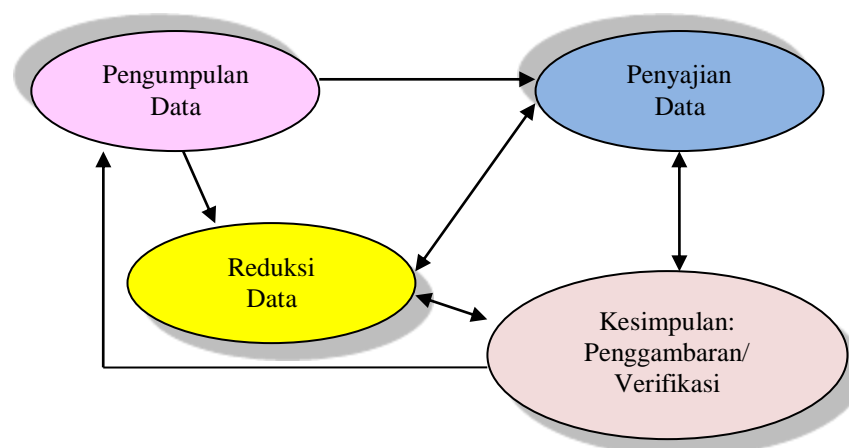 Pengumpulan
Data
Penyajian
Data
Reduksi
Data
Kesimpulan:
Penggambaran/
Verifikasi